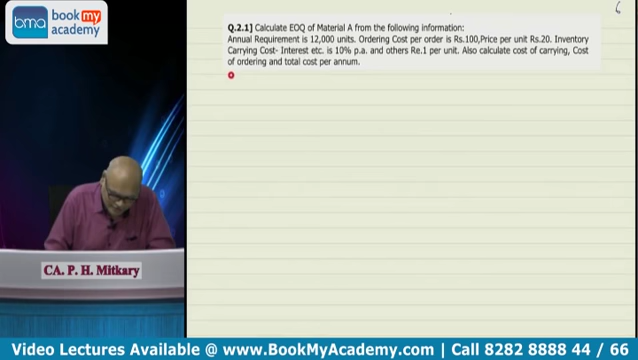 bma
book my
academy
Q.2.1] Calculate EOQ of Material A from the following information:
Annual Requirement is 12,000 units. Ordering Cost per order is Rs.100,Price per unit Rs.20. Inventory
Carrying Cost- Interest etc. is 10% p.a. and others Re.1 per unit. Also calculate cost of carrying, Cost
of ordering and total cost per annum.
CA. P. H. Mitkary
Video Lectures Available @ www.BookMyAcademy.com | Call 8282 8888 44 / 66